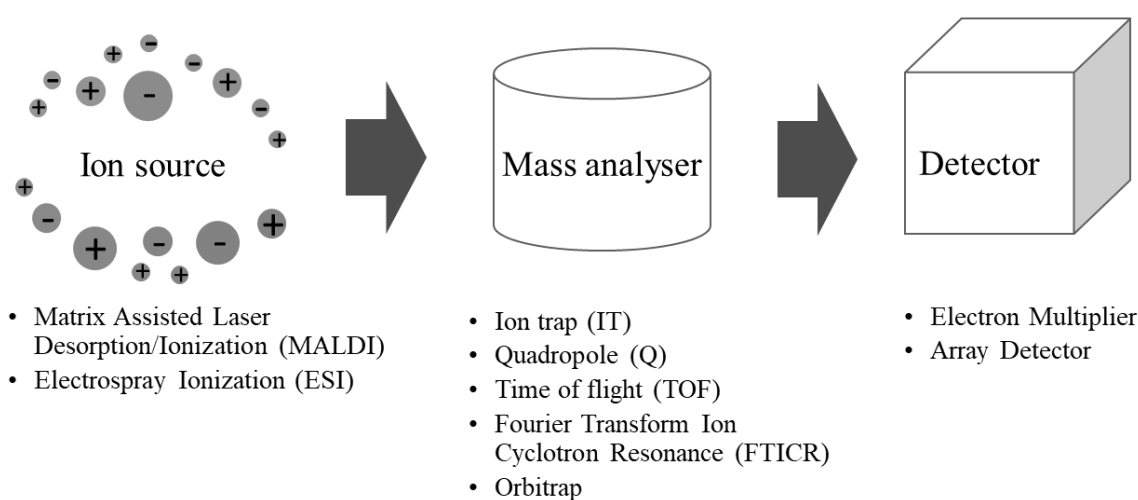 Ion source
Mass analyser
Detector
• Matrix Assisted Laser
Desorption/Ionization (MALDI)
• Electrospray Ionization (ESI)
• Ion trap (IT)
• Quadropole (Q)
• Time of flight (TOF)
• Fourier Transform Ion
Cyclotron Resonance (FTICR)
• Orbitrap
• Electron Multiplier
• Array Detector